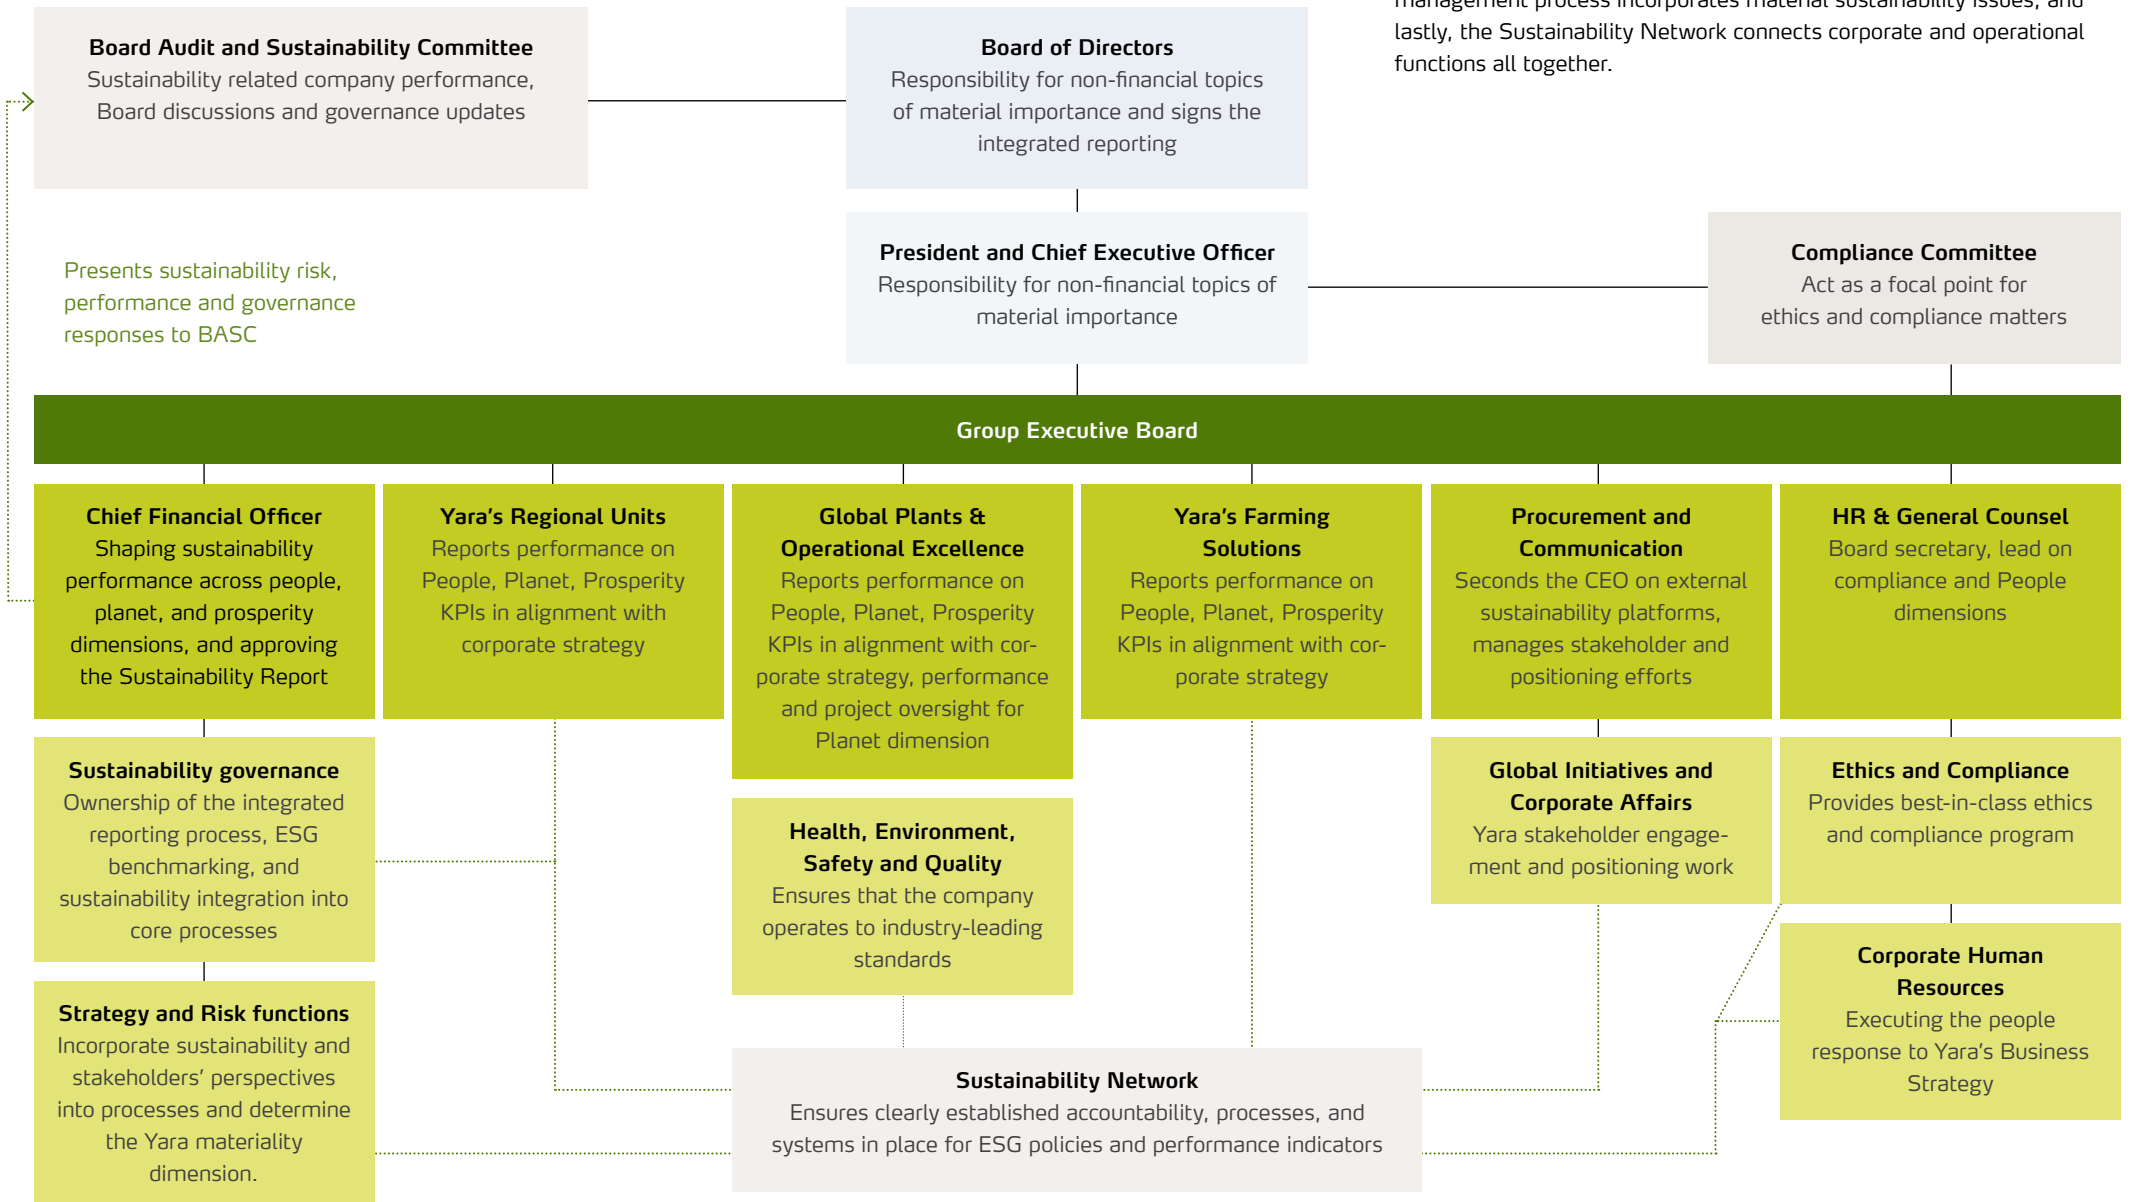 management process incorporates material sustainability issues, and
lastly, the Sustainability Network connects corporate and operational
functions all together.
Board Audit and Sustainability Committee
Sustainability related company performance,
Board discussions and governance updates
Board of Directors
Responsibility for non-financial topics
of material importance and signs the
integrated reporting
Presents sustainability risk,
performance and governance
responses to BASC
President and Chief Executive Officer
Responsibility for non-financial topics of
material importance
Compliance Committee
Act as a focal point for
ethics and compliance matters
Group Executive Board
Chief Financial Officer
Shaping sustainability
performance across people,
planet, and prosperity
dimensions, and approving
the Sustainability Report
Yara's Regional Units
Reports performance on
People, Planet, Prosperity
KPIs in alignment with
corporate strategy
Global Plants &
Operational Excellence
Reports performance on
People, Planet, Prosperity
KPIs in alignment with cor-
porate strategy, performance
and project oversight for
Planet dimension
Yara's Farming
Solutions
Reports performance on
People, Planet, Prosperity
KPIs in alignment with cor-
porate strategy
Procurement and
Communication
Seconds the CEO on external
sustainability platforms,
manages stakeholder and
positioning efforts
HR & General Counsel
Board secretary, lead on
compliance and People
dimensions
Sustainability governance
Ownership of the integrated
reporting process, ESG
benchmarking, and
sustainability integration into
core processes
Health, Environment,
Safety and Quality
Ensures that the company
operates to industry-leading
standards
Global Initiatives and
Corporate Affairs
Yara stakeholder engage-
ment and positioning work
Ethics and Compliance
Provides best-in-class ethics
and compliance program
Strategy and Risk functions
Incorporate sustainability and
stakeholders' perspectives
into processes and determine
the Yara materiality
dimension.
Corporate Human
Resources
Executing the people
response to Yara's Business
Strategy
Sustainability Network
Ensures clearly established accountability, processes, and
systems in place for ESG policies and performance indicators